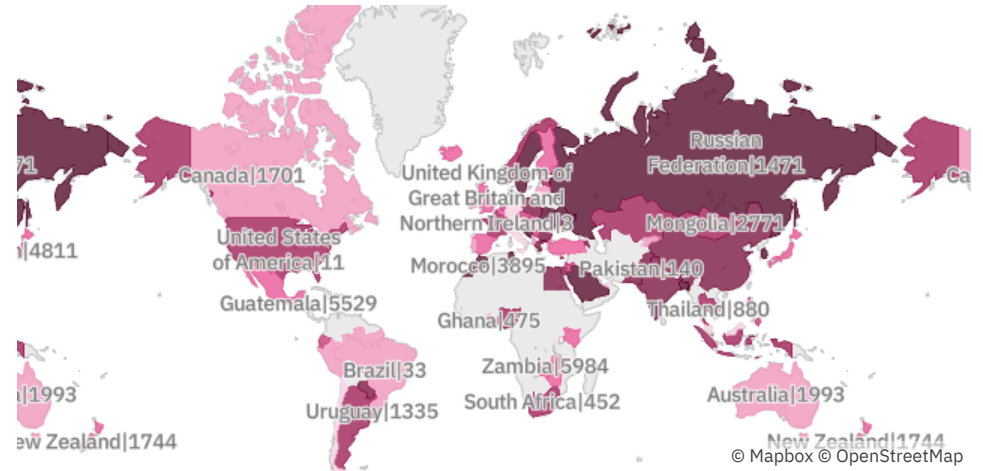 Russian
Federation|1471
71
Canada|1701
Ca
United Kingdom of
Great Britain and
Northern Ireland|3
Mongolia|2771
United States
of America|11
n|4811
Morocco|3895
Pakistan|140
Guatemala|5529
Thailand|880
Ghana|475
Brazil|33
Zambia|5984
a|1993
Uruguay|1335
South Africa|452
Australia|1993
ew Zealand|1744
New Zealand|1744
© Mapbox © OpenStreetMap